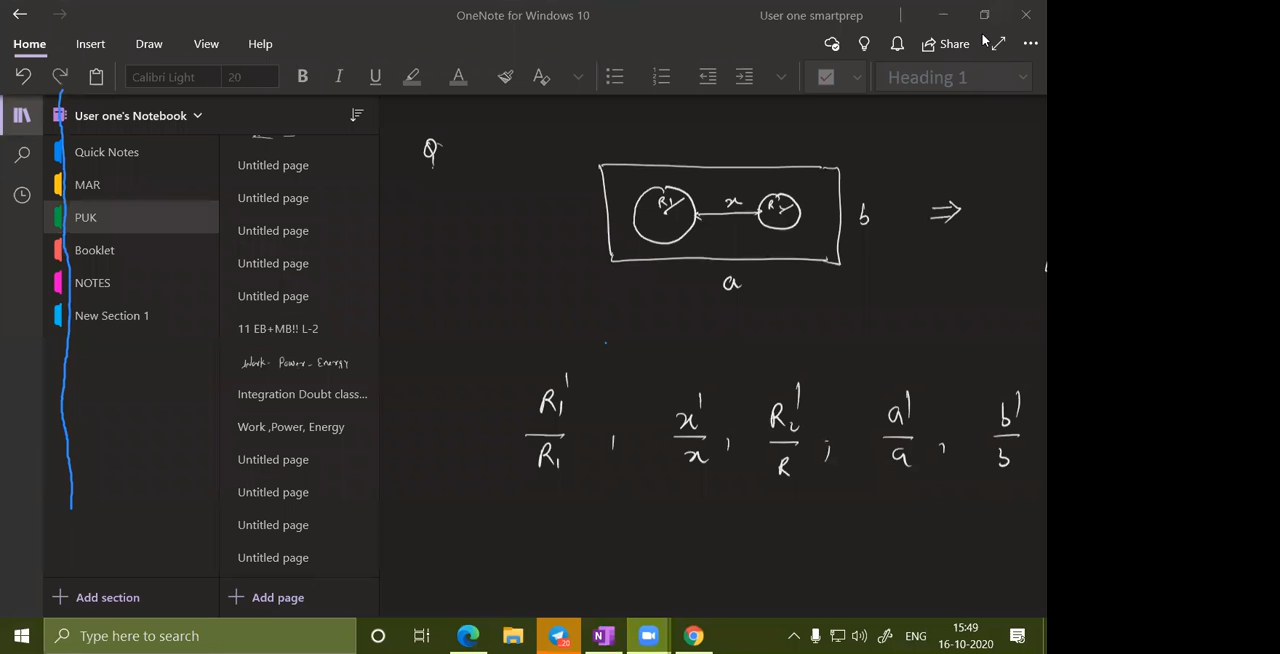 OneNote for Windows 10
User one smartprep
Home Insert Draw View Help
Share
Calibri Light 20 B I U A Heading 1
User one's Notebook
Quick Notes
MAR
PUK
Booklet
NOTES
New Section 1
Untitled page
Untitled page
Untitled page
Untitled page
Untitled page
11 EB+MB!! L-2
Work - Power - Energy
Integration Doubt class...
Work ,Power, Energy
Untitled page
Untitled page
Untitled page
Untitled page
Add section
Add page
Q
R1 x R2
b ⇒
a
R1'/R1 , x'/x , R2'/R ; a'/a , b'/b
Type here to search
20
ENG
15:49
16-10-2020